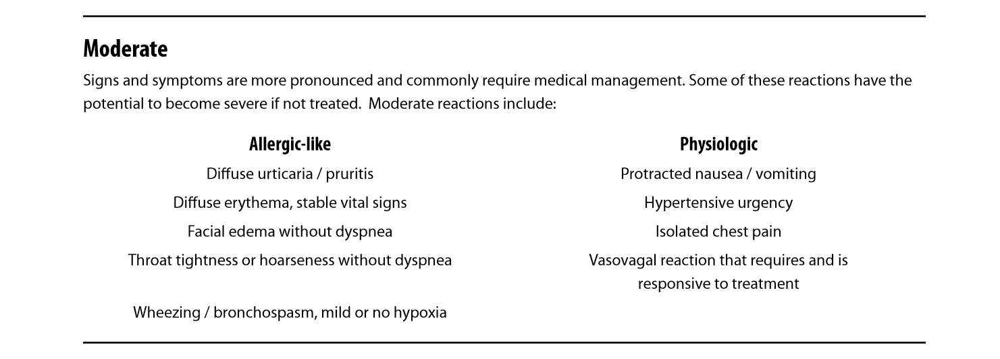 Moderate
Signs and symptoms are more pronounced and commonly require medical management. Some of these reactions have the
potential to become severe if not treated.  Moderate reactions include:
Allergic-like
Physiologic
Diffuse urticaria / pruritis
Protracted nausea / vomiting
Diffuse erythema, stable vital signs
Hypertensive urgency
Facial edema without dyspnea
Isolated chest pain
Throat tightness or hoarseness without dyspnea
Vasovagal reaction that requires and is
responsive to treatment
Wheezing / bronchospasm, mild or no hypoxia